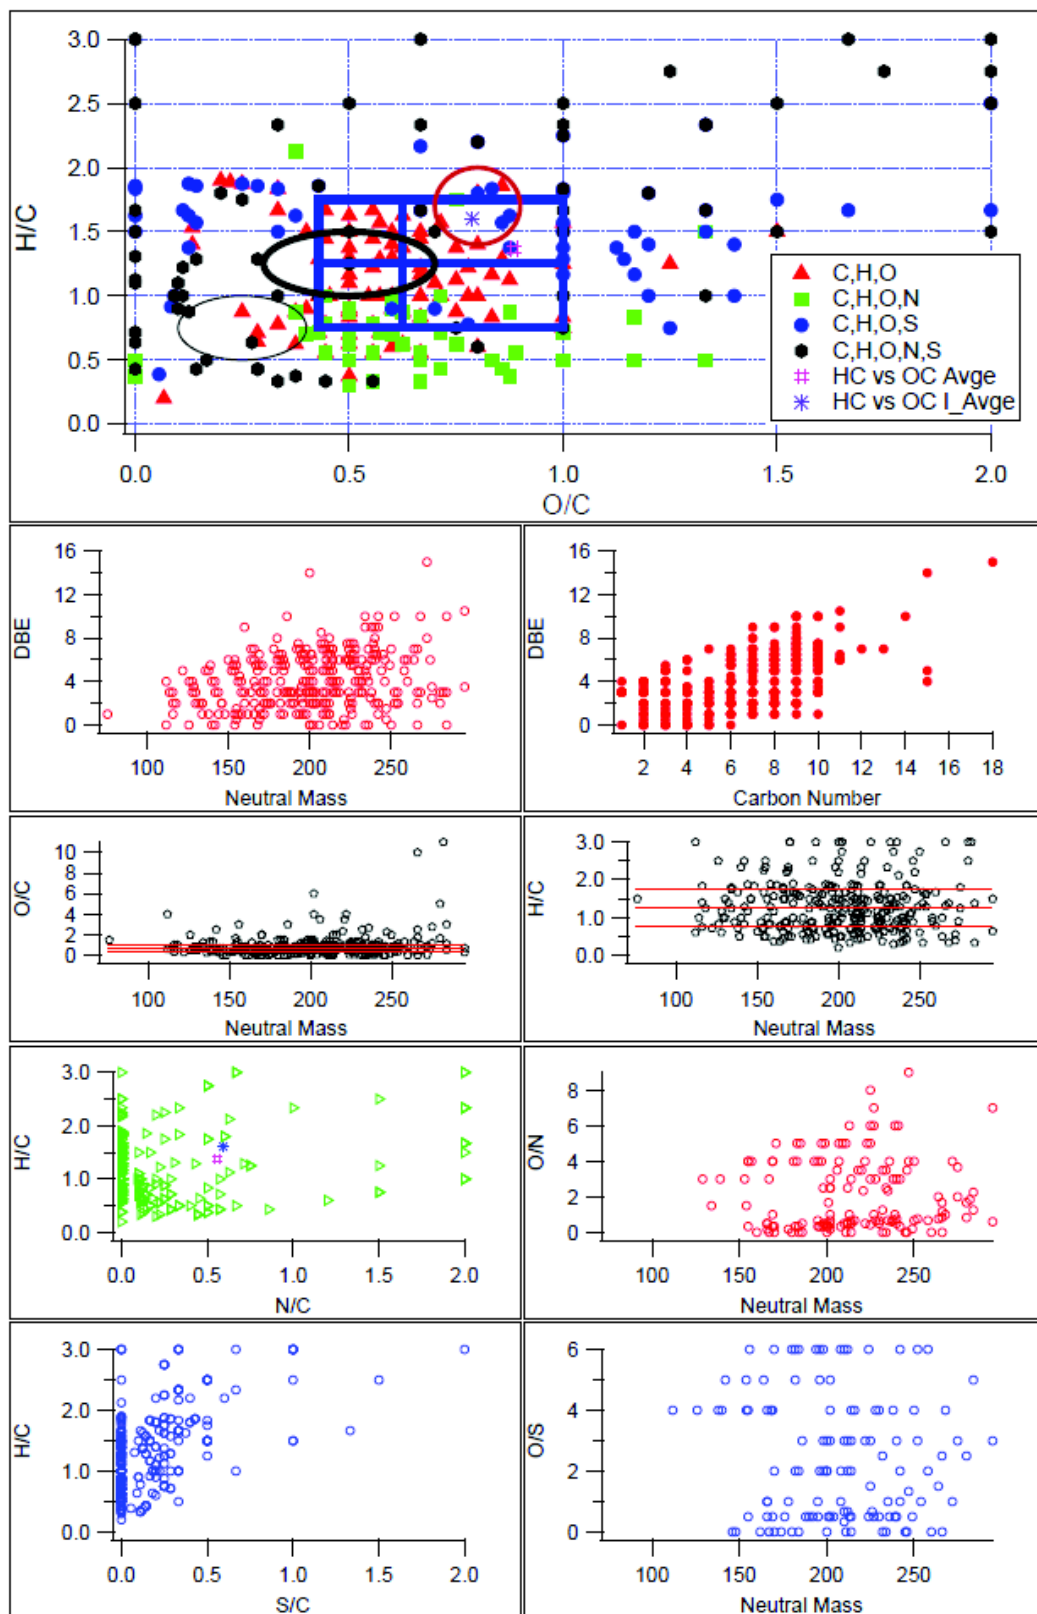 3.0
2.5
2.0
1.5
1.0
0.5
0.0
H/C
C,H,O
C,H,O,N
C,H,O,S
C,H,O,N,S
HC vs OC Avge
HC vs OC I_Avge
0.0 0.5 1.0 1.5 2.0
O/C
16
12
8
4
0
DBE
100 150 200 250
Neutral Mass
16
12
8
4
0
DBE
2 4 6 8 10 12 14 16 18
Carbon Number
10
8
6
4
2
0
O/C
100 150 200 250
Neutral Mass
3.0
2.0
1.0
0.0
H/C
100 150 200 250
Neutral Mass
3.0
2.0
1.0
0.0
H/C
0.0 0.5 1.0 1.5 2.0
N/C
8
6
4
2
0
O/N
100 150 200 250
Neutral Mass
3.0
2.0
1.0
0.0
H/C
0.0 0.5 1.0 1.5 2.0
S/C
6
4
2
0
O/S
100 150 200 250
Neutral Mass